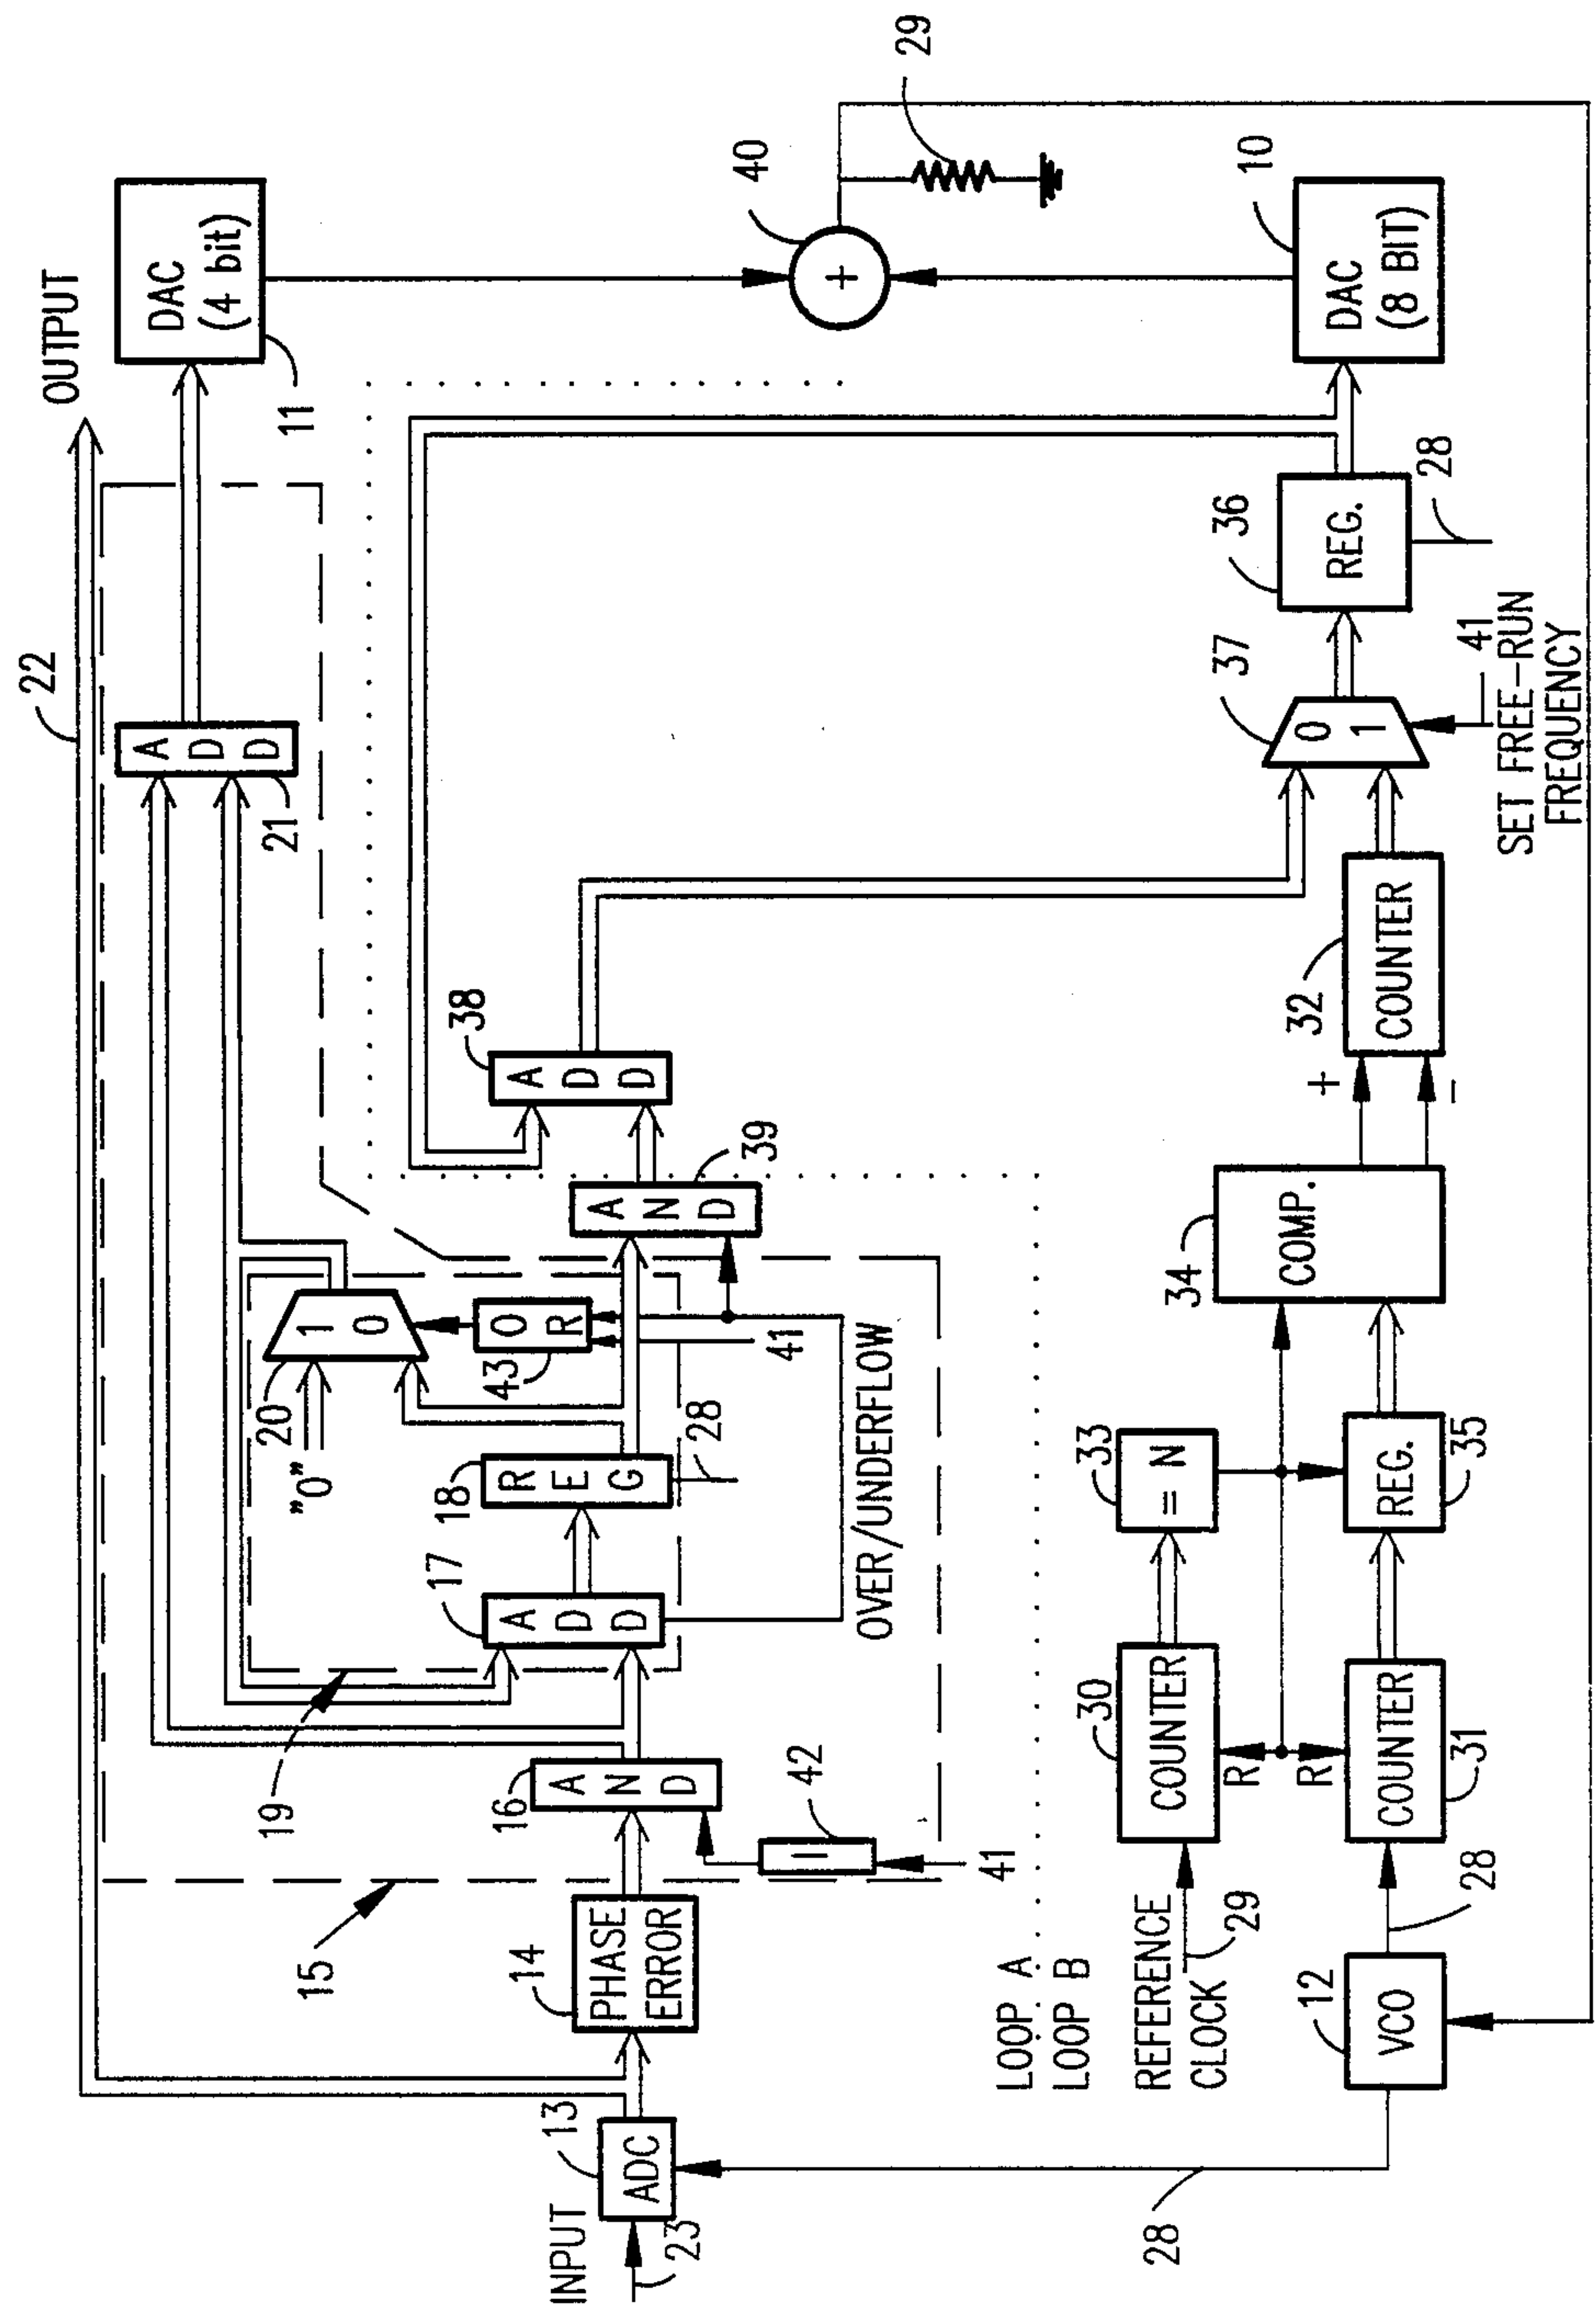 OUTPUT
22
DAC
(4 bit)
11
ADD
21
15
19
"0"
20
1
0
OR
43
41
17
ADD
18
REG
28
OVER/UNDERFLOW
INPUT
23
13
ADC
14
PHASE
ERROR
16
AND
42
I
41
39
AND
38
ADD
40
+
29
LOOP A
LOOP B
REFERENCE
CLOCK
29
30
COUNTER
R
R
33
= N
34
COMP.
+
-
32
COUNTER
37
0
1
41
SET FREE-RUN
FREQUENCY
36
REG.
28
10
DAC
(8 BIT)
12
VCO
28
28
31
COUNTER
35
REG.